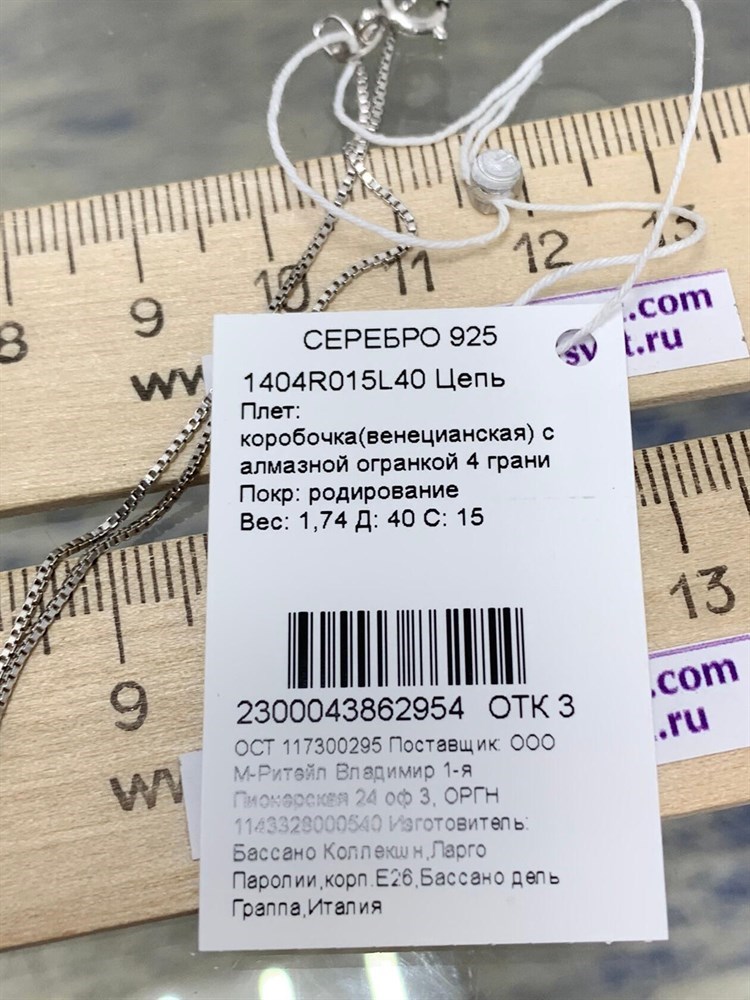 8 9 10 11 12 13
.com
.ru
СЕРЕБРО 925
1404R015L40 Цепь
Плет:
коробочка(венецианская) с
алмазной огранкой 4 грани
Покр: родирование
Вес: 1,74 Д: 40 С: 15
2300043862954 ОТК 3
ОСТ 117300295 Поставщик: ООО
М-Ритейл Владимир 1-я
Пионерская 24 оф 3, ОРГН
1143328000540 Изготовитель:
Бассано Коллекшн,Ларго
Паролии,корп.Е26,Бассано дель
Граппа,Италия
9 13
.com
.ru